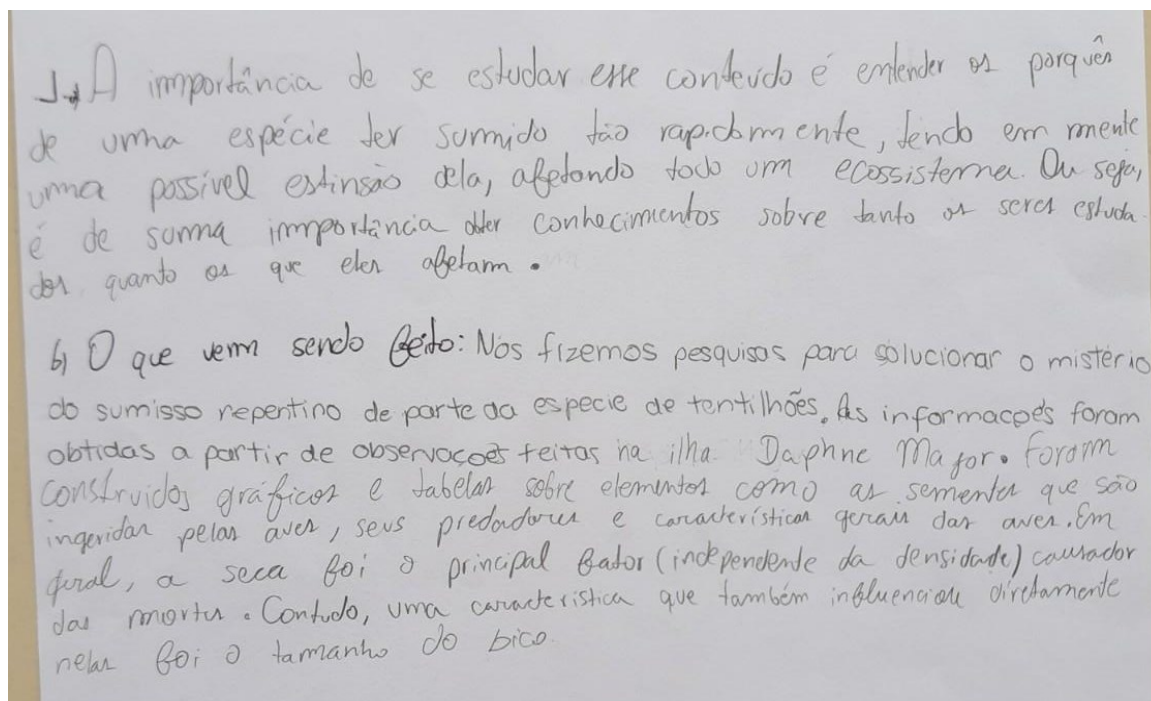 1. A importância de se estudar esse conteúdo é entender os porquês
de uma espécie ter sumido tão rapidamente, tendo em mente
uma possível estinsão dela, afetando todo um ecossistema. Ou seja,
é de suma importância obter conhecimentos sobre tanto os seres estuda-
dos quanto os que eles afetam.
b) O que vem sendo feito: Nós fizemos pesquisas para solucionar o mistério
do sumisso repentino de parte da especie de tentilhões. As informações foram
obtidas a partir de observações feitas na ilha Daphne Major. Foram
construidos gráficos e tabelas sobre elementos como as sementes que são
ingeridas pelas aves, seus predadores e características gerais das aves. Em
geral, a seca foi o principal fator (independente da densidade) causador
das mortes. Contudo, uma característica que também influenciou diretamente
nelas foi o tamanho do bico.